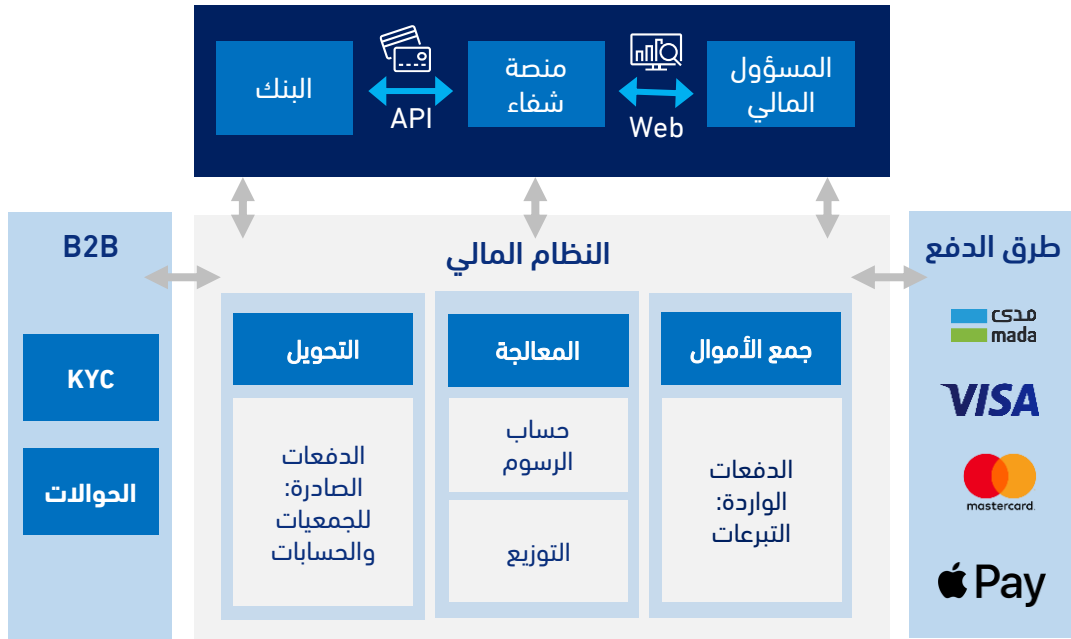 المسؤول
المالي
Web
منصة
شفاء
API
البنك
طرق الدفع
مدى
mada
VISA
mastercard.
Pay
النظام المالي
جمع الأموال
الدفعات
الواردة:
التبرعات
المعالجة
حساب
الرسوم
التوزيع
التحويل
الدفعات
الصادرة:
للجمعيات
والحسابات
B2B
KYC
الحوالات